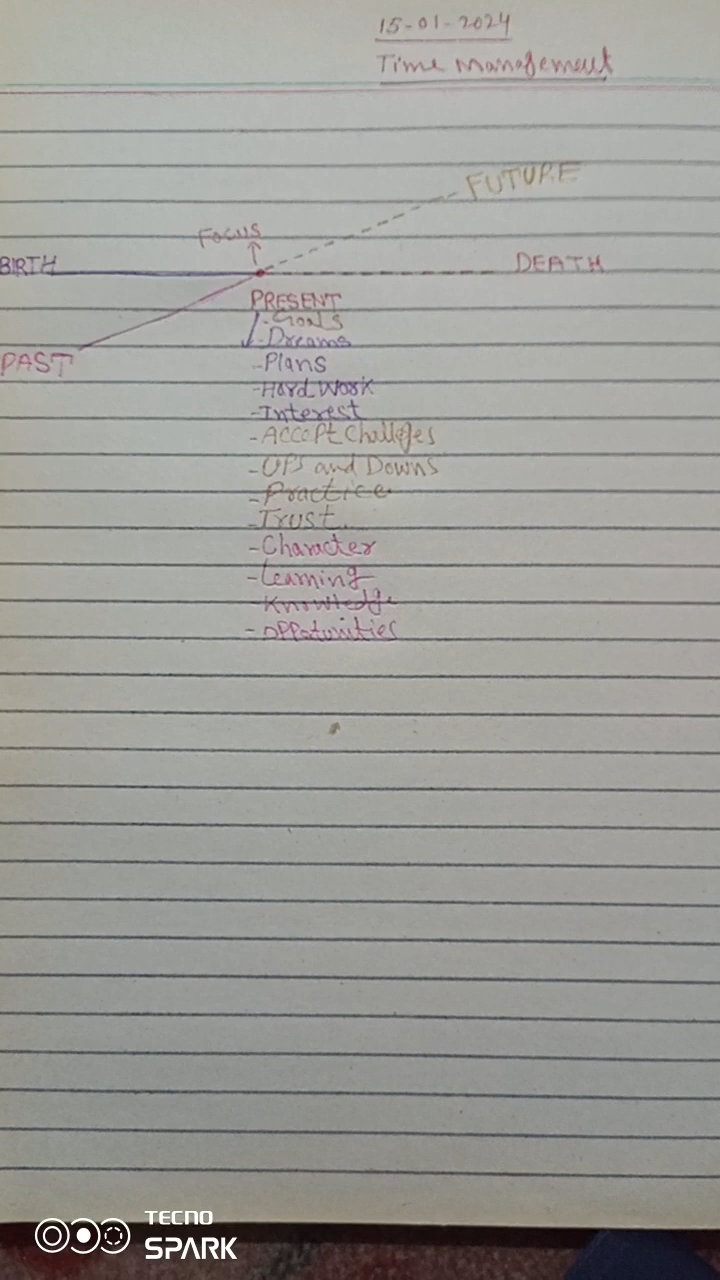 15-01-2024
Time Management
FUTURE
FOCUS
BIRTH
DEATH
PRESENT
- Goals
- Dreams
PAST
- Plans
- Hard Work
- Interest
- Accept Challeges
- UPS and Downs
- Practice
- Trust.
- Character
- Learning
- Knowledge
- Oppotunities
TECNO
SPARK